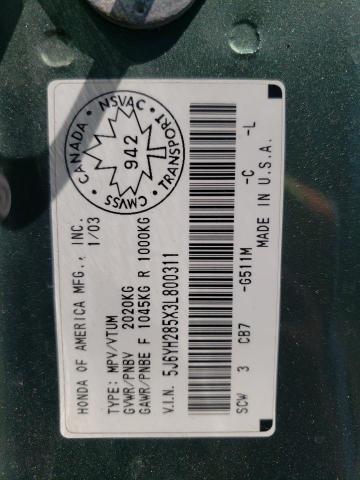 HONDA OF AMERICA MFG., INC.
1/03
TYPE: MPV/VTUM
GVWR/PNBV 2020KG
GAWR/PNBE F 1045KG R 1000KG
V.I.N. 5J6YH285X3L800311
SCW 3 CB7 -G511M -C -L
MADE IN U.S.A.
CANADA · NSVAC · TRANSPORT · CMVSS ·
942